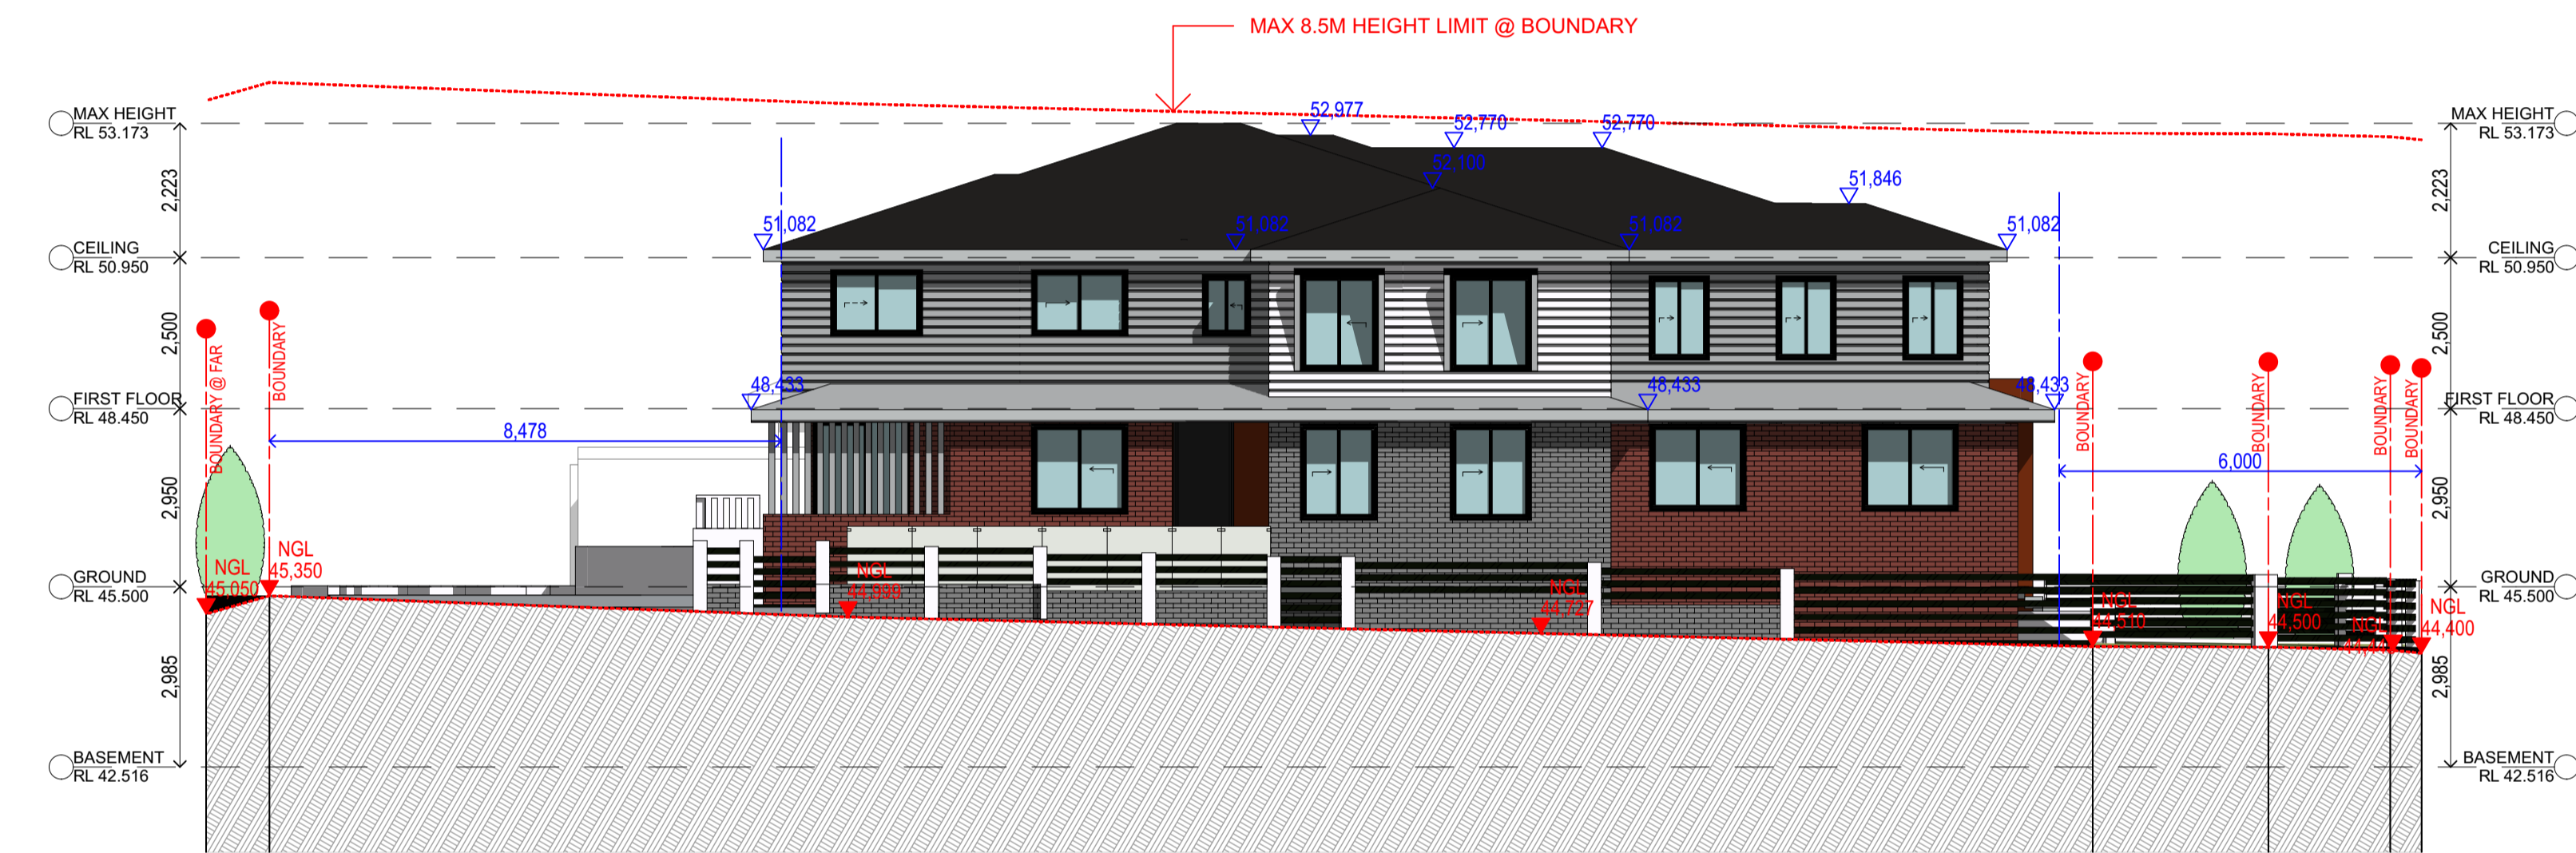 MAX 8.5M HEIGHT LIMIT @ BOUNDARY
MAX HEIGHT
RL 53.173
52,977
52,770
52,770
MAX HEIGHT
RL 53.173
52,100
2,223
51,846
2,223
51,082
51,082
51,082
51,082
CEILING
RL 50.950
CEILING
RL 50.950
2,500
BOUNDARY @ FAR
BOUNDARY
2,500
BOUNDARY
BOUNDARY
BOUNDARY
BOUNDARY
FIRST FLOOR
RL 48.450
48,433
48,433
48,433
FIRST FLOOR
RL 48.450
8,478
6,000
2,950
2,950
NGL
45,050
NGL
45,350
GROUND
RL 45.500
NGL
44,899
NGL
44,727
NGL
44,510
NGL
44,500
NGL
NGL
44,400
GROUND
RL 45.500
2,985
2,985
BASEMENT
RL 42.516
BASEMENT
RL 42.516